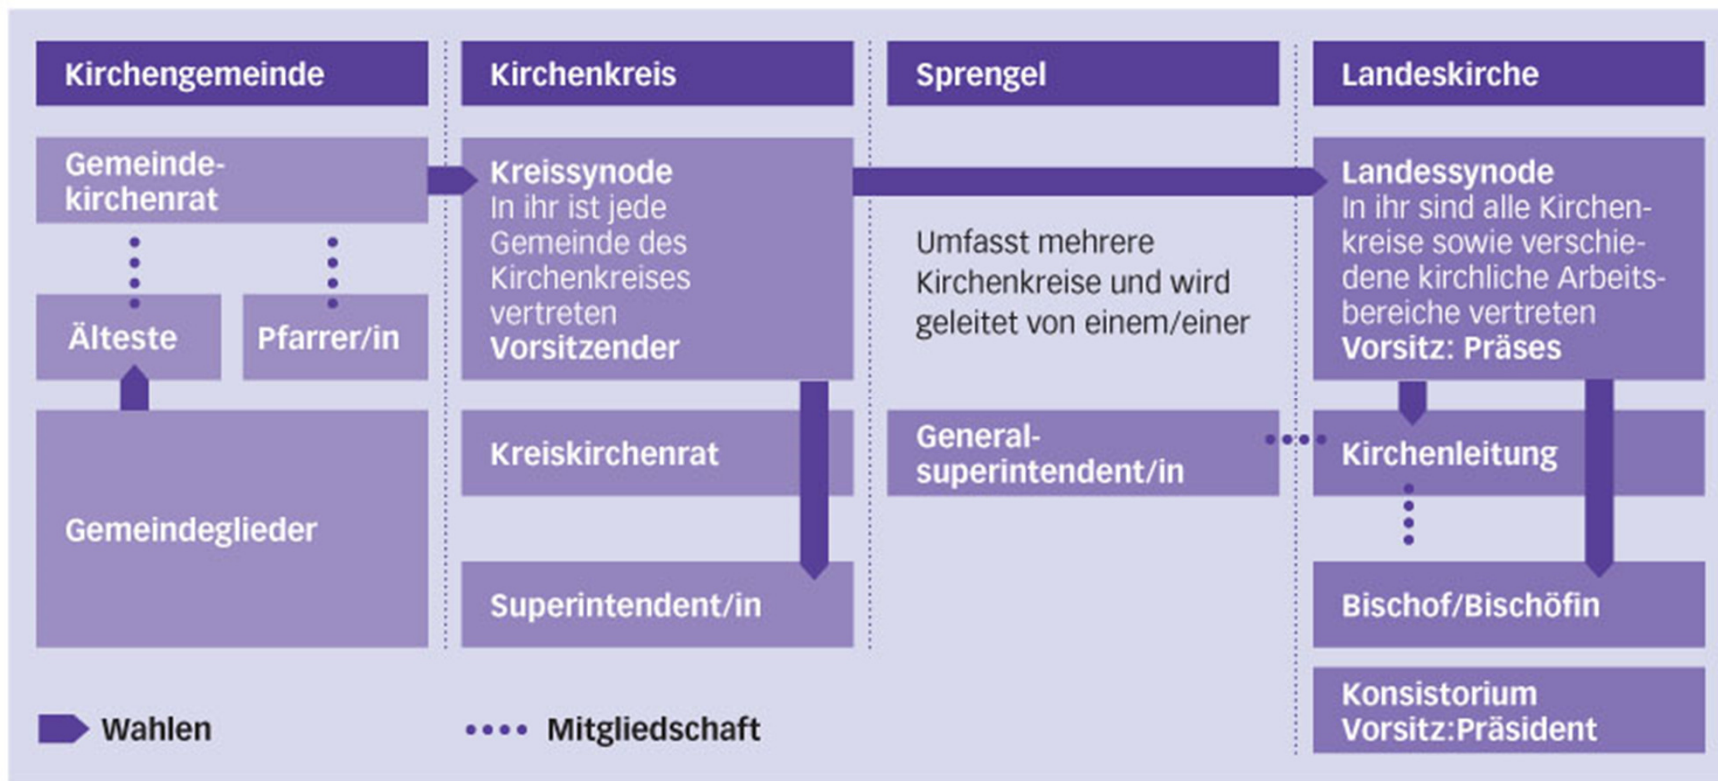 Kirchengemeinde
Gemeinde-
kirchenrat
Älteste
Pfarrer/in
Gemeindeglieder
Kirchenkreis
Kreissynode
In ihr ist jede
Gemeinde des
Kirchenkreises
vertreten
Vorsitzender
Kreiskirchenrat
Superintendent/in
Sprengel
Umfasst mehrere
Kirchenkreise und wird
geleitet von einem/einer
General-
superintendent/in
Landeskirche
Landessynode
In ihr sind alle Kirchen-
kreise sowie verschie-
dene kirchliche Arbeits-
bereiche vertreten
Vorsitz: Präses
Kirchenleitung
Bischof/Bischöfin
Konsistorium
Vorsitz:Präsident
Wahlen
Mitgliedschaft